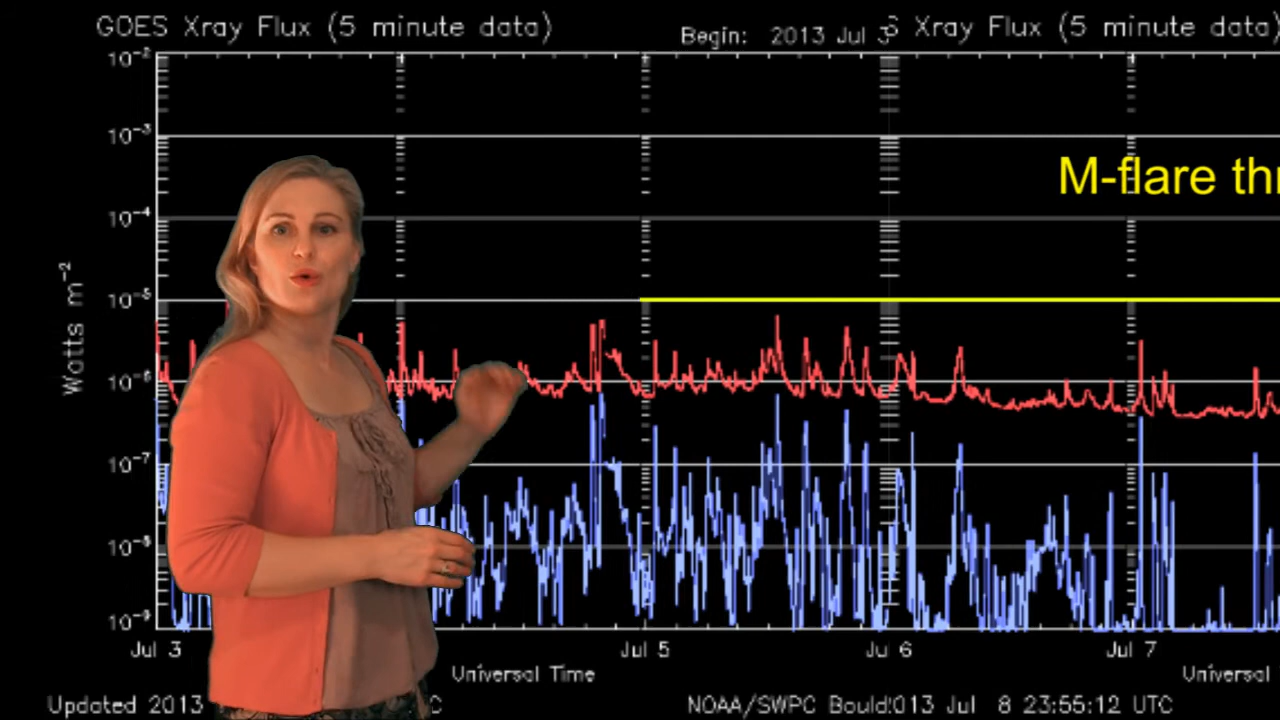 GOES Xray Flux (5 minute data)
Begin: 2013 Jul 3
S Xray Flux (5 minute data)
10⁻²
10⁻³
M-flare
10⁻⁴
10⁻⁵
Watts m⁻²
10⁻⁶
10⁻⁷
10⁻⁸
10⁻⁹
Jul 3
Jul 5
Jul 6
Jul 7
Universal Time
Universal
Updated 2013
C
NOAA/SWPC
013 Jul 8 23:55:12 UTC